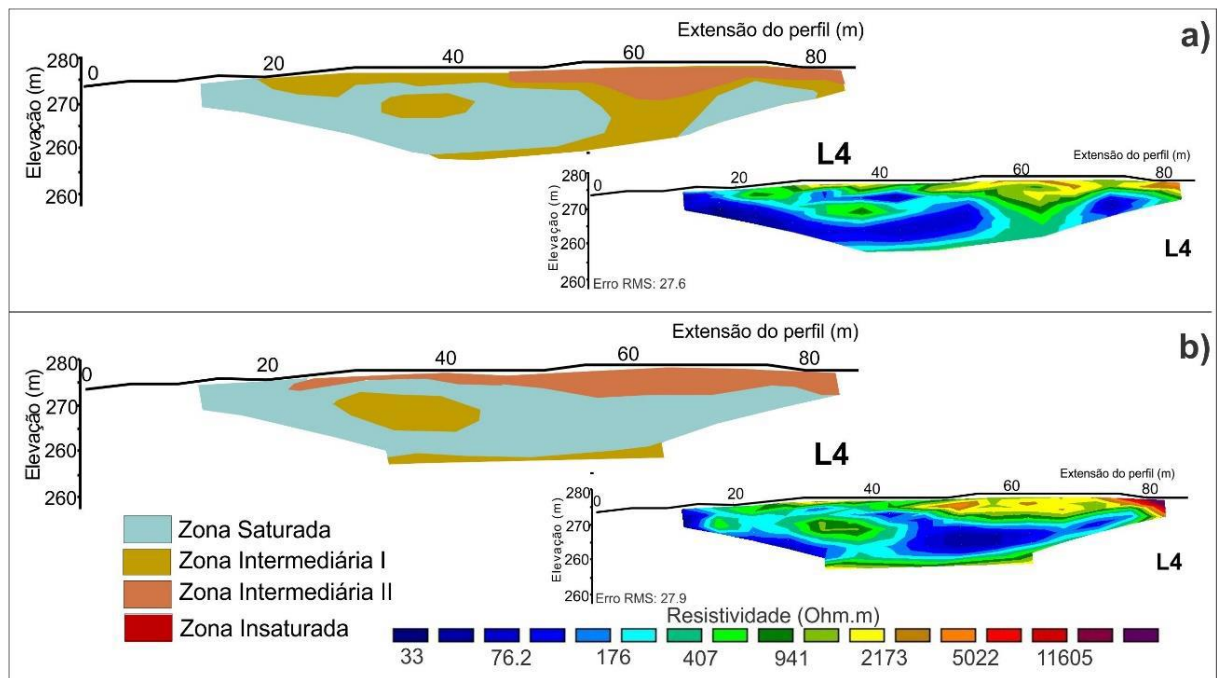 a)
Extensão do perfil (m)
Elevação (m)
280
270
260
260
0
20
40
60
80
L4
Extensão do perfil (m)
Elevação (m)
280
270
260
260
0
20
40
60
80
L4
Erro RMS: 27.6
b)
Extensão do perfil (m)
Elevação (m)
280
270
260
260
0
20
40
60
80
L4
Extensão do perfil (m)
Elevação (m)
280
270
260
260
0
20
40
60
80
L4
Erro RMS: 27.9
Zona Saturada
Zona Intermediáría I
Zona Intermediária II
Zona Insaturada
Resistividade (Ohm.m)
33 76.2 176 407 941 2173 5022 11605